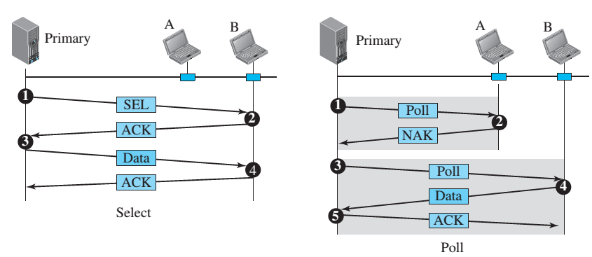 A
B
Primary
1
SEL
2
ACK
3
Data
4
ACK
Select
A
B
Primary
1
Poll
2
NAK
3
Poll
4
Data
5
ACK
Poll